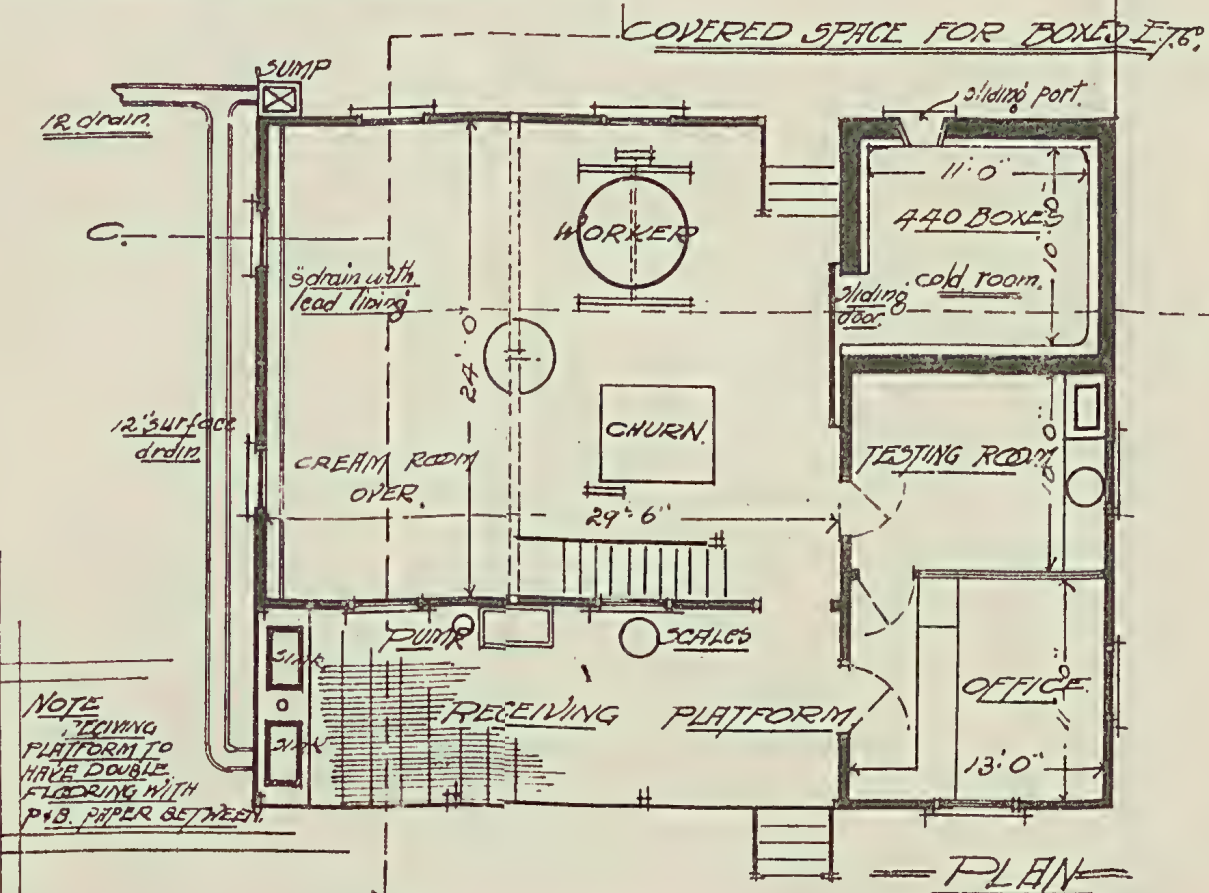 COVERED SPACE FOR BOXES ETC.
SUMP
12 drain.
sliding port.
11'·0"
440 BOXES
10'·0"
cold room.
sliding
door.
C.
WORKER
9 drain with
lead lining
24'·0
CHURN.
12" surface
drain
CREAM ROOM
OVER.
29'·6"
TESTING ROOM
10'·0"
PUMP
SCALES
SINK
SINK
RECEIVING PLATFORM
OFFICE.
13'·0"
NOTE
RECIVING
PLATFORM TO
HAVE DOUBLE
FLOORING WITH
P&B. PAPER BETWEEN.
PLAN